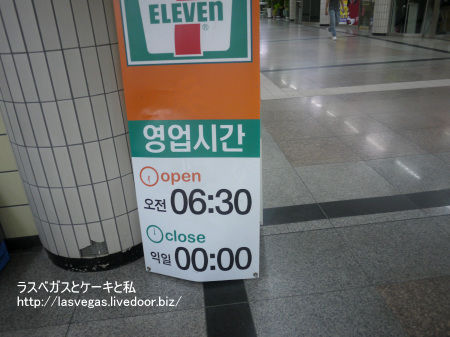 ELEVEN
영업시간
open
오전 06:30
close
익일 00:00
ラスベガスとケーキと私
http://lasvegas.livedoor.biz/